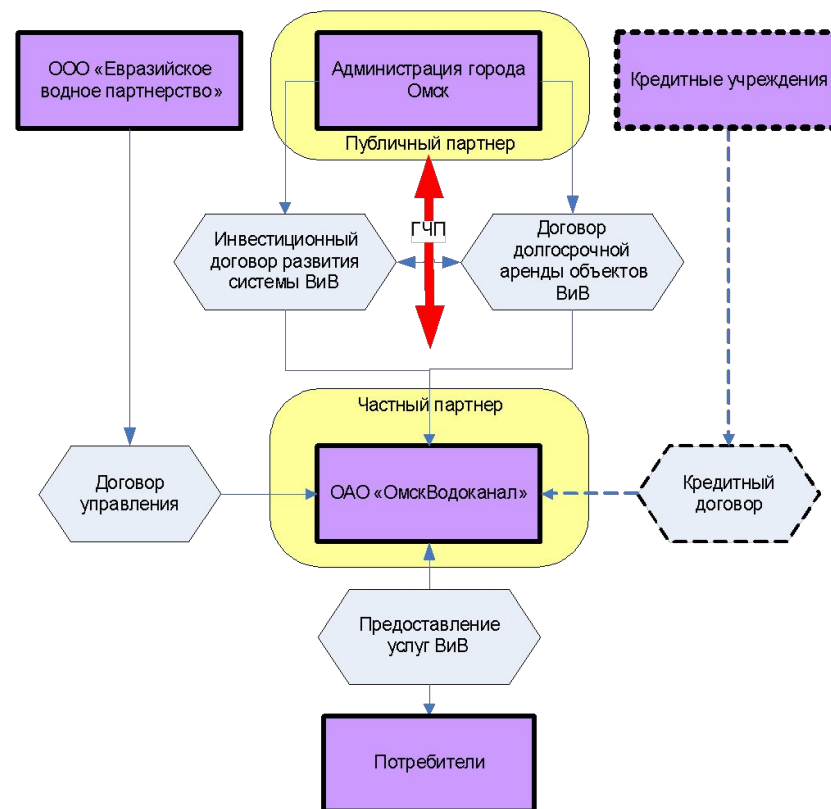 ООО «Евразийское
водное партнерство»
Администрация города
Омск
Кредитные учреждения
Публичный партнер
ГЧП
Инвестиционный
договор развития
системы ВиВ
Договор
долгосрочной
аренды объектов
ВиВ
Частный партнер
Договор
управления
ОАО «ОмскВодоканал»
Кредитный
договор
Предоставление
услуг ВиВ
Потребители